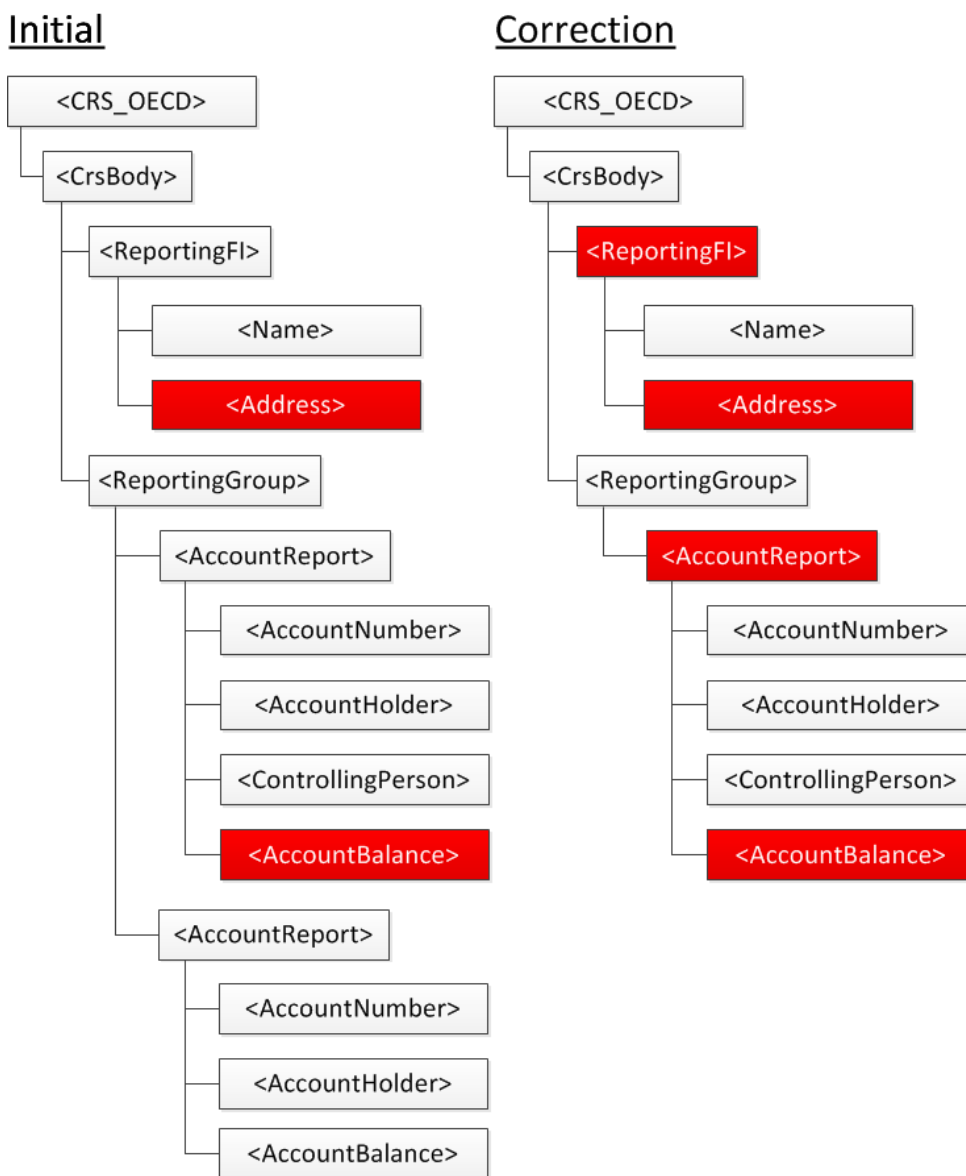 Initial
<CRS_OECD>
<CrsBody>
<ReportingFI>
<Name>
<Address>
<ReportingGroup>
<AccountReport>
<AccountNumber>
<AccountHolder>
<ControllingPerson>
<AccountBalance>
<AccountReport>
<AccountNumber>
<AccountHolder>
<AccountBalance>
Correction
<CRS_OECD>
<CrsBody>
<ReportingFI>
<Name>
<Address>
<ReportingGroup>
<AccountReport>
<AccountNumber>
<AccountHolder>
<ControllingPerson>
<AccountBalance>